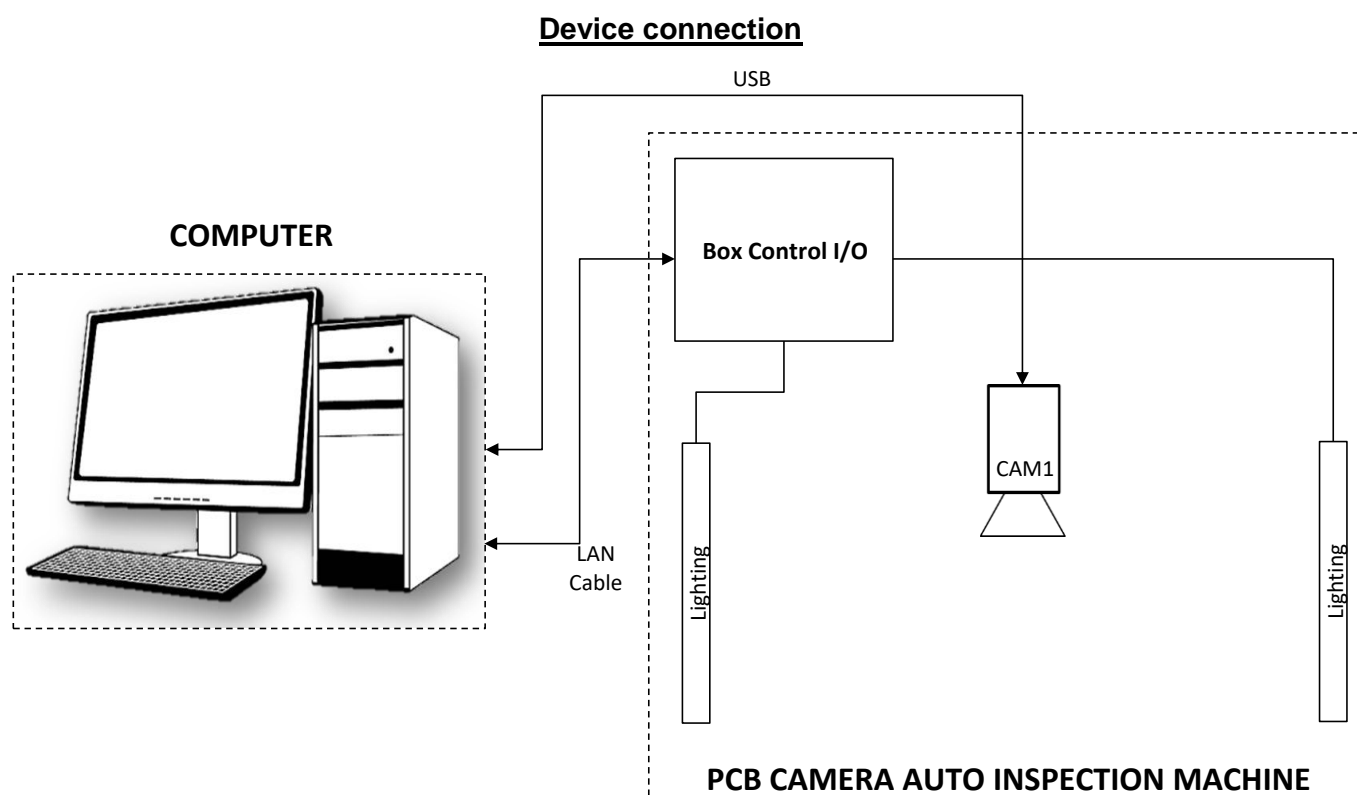 Device connection
USB
COMPUTER
Box Control I/O
CAM1
LAN
Cable
Lighting
Lighting
PCB CAMERA AUTO INSPECTION MACHINE